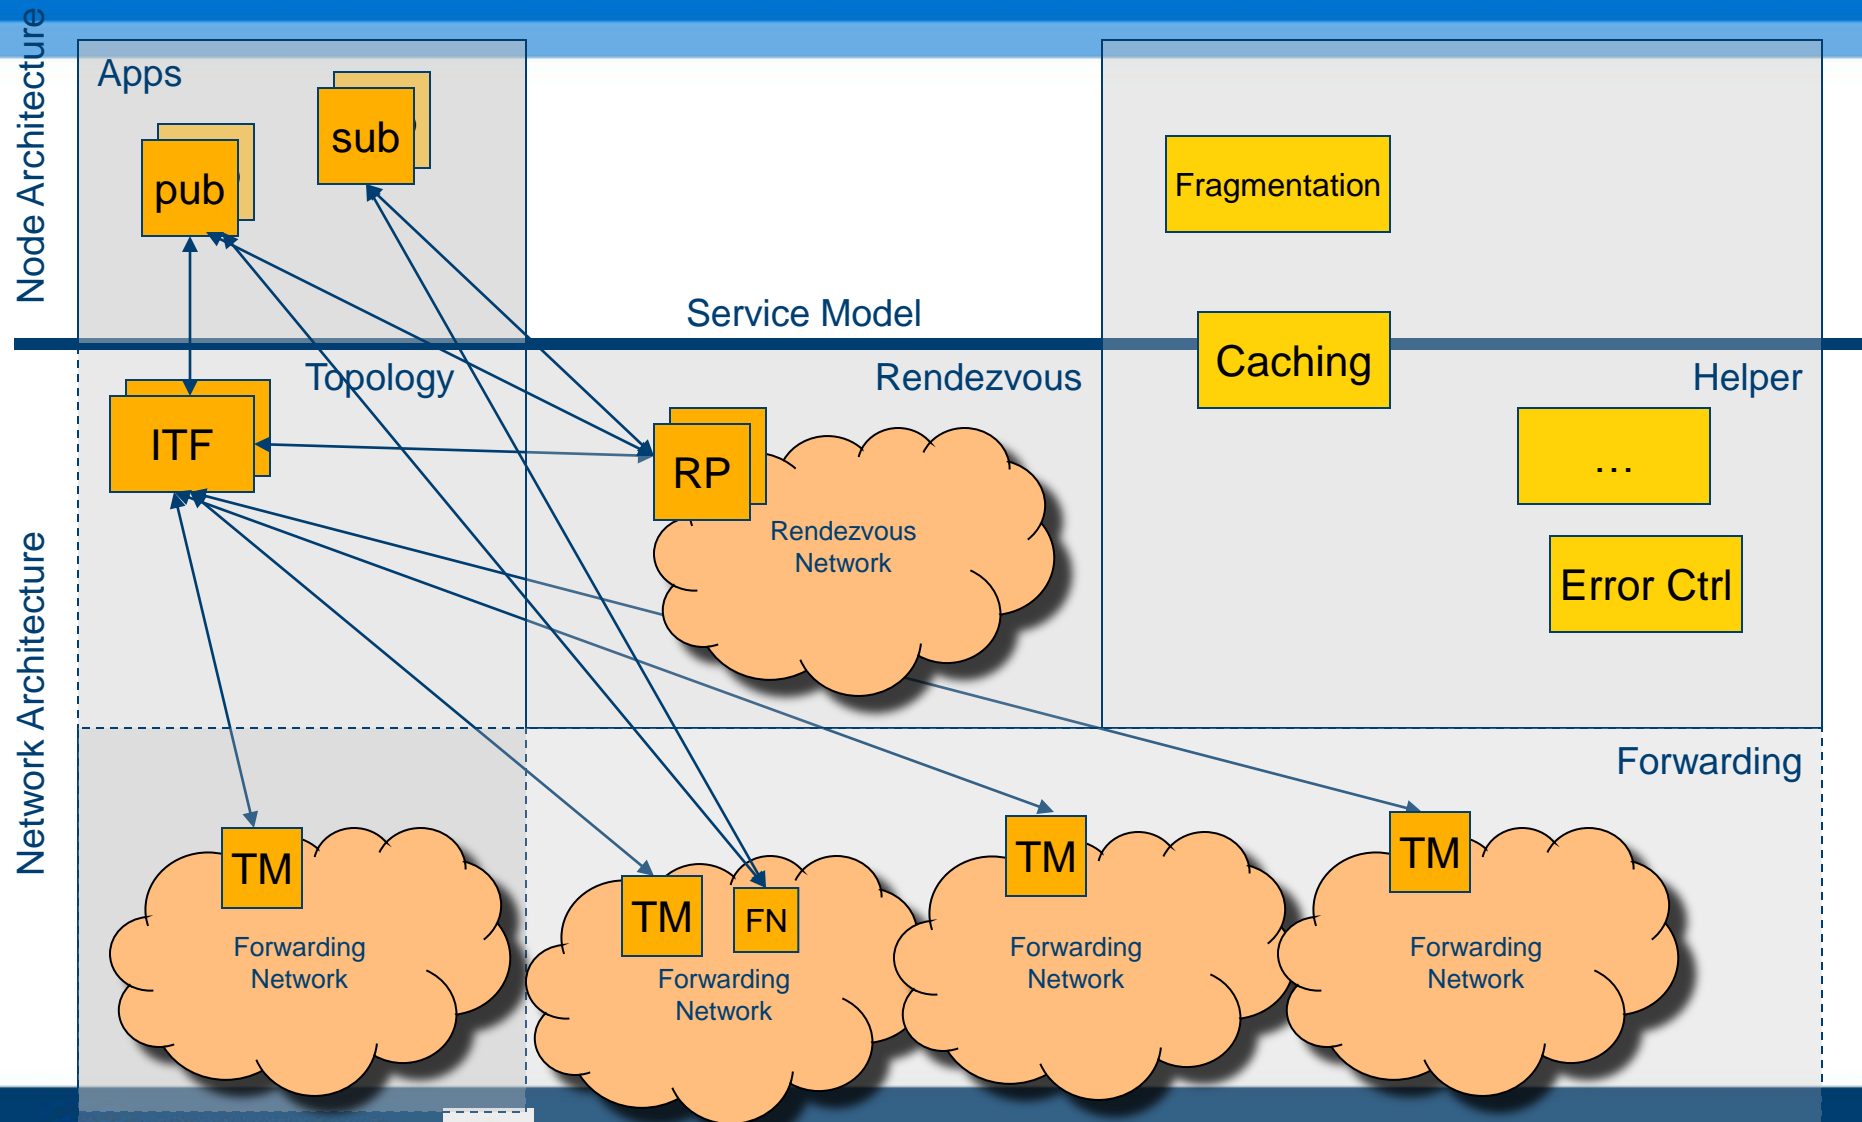 Node Architecture
Apps
sub
pub
Fragmentation
Service Model
Caching
Topology
Rendezvous
Helper
ITF
RP
...
Rendezvous
Network
Error Ctrl
Network Architecture
Forwarding
TM
TM
TM
TM
FN
Forwarding
Network
Forwarding
Network
Forwarding
Network
Forwarding
Network